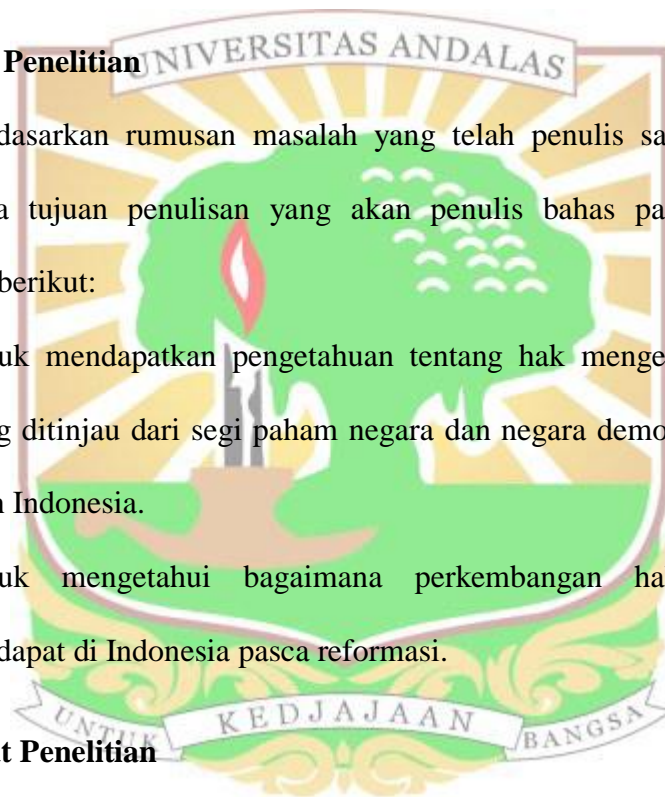 UNIVERSITAS ANDALAS
Penelitian
dasarkan rumusan masalah yang telah penulis sa
a tujuan penulisan yang akan penulis bahas pa
berikut:
uk mendapatkan pengetahuan tentang hak menge
g ditinjau dari segi paham negara dan negara demo
n Indonesia.
uk mengetahui bagaimana perkembangan ha
dapat di Indonesia pasca reformasi.
UNTUK KEDJAJAAN BANGSA
t Penelitian